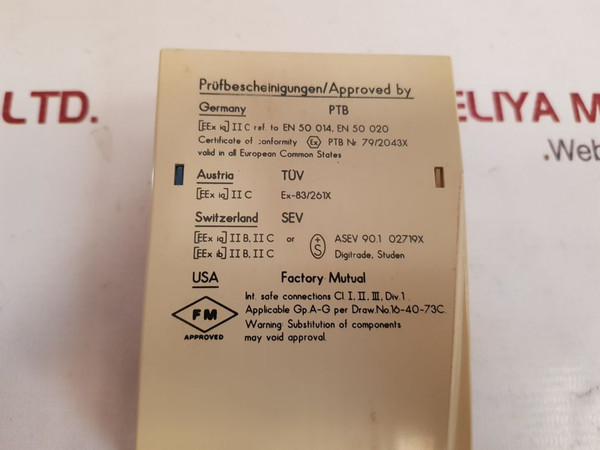 LTD.
ELIYA M
.Web
Prüfbescheinigungen/Approved by
Germany PTB
[EEx ia] II C ref. to EN 50 014, EN 50 020
Certificate of conformity Ex PTB Nr. 79/2043X
valid in all European Common States
Austria TÜV
[EEx ia] II C Ex-83/261X
Switzerland SEV
[EEx ia] II B, II C or +S ASEV 90.1 02719X
[EEx ib] II B, II C Digitrade, Studen
USA Factory Mutual
FM
APPROVED
Int. safe connections Cl I, II, III, Div. 1
Applicable Gp. A-G per Draw. No. 16-40-73C
Warning: Substitution of components
may void approval.